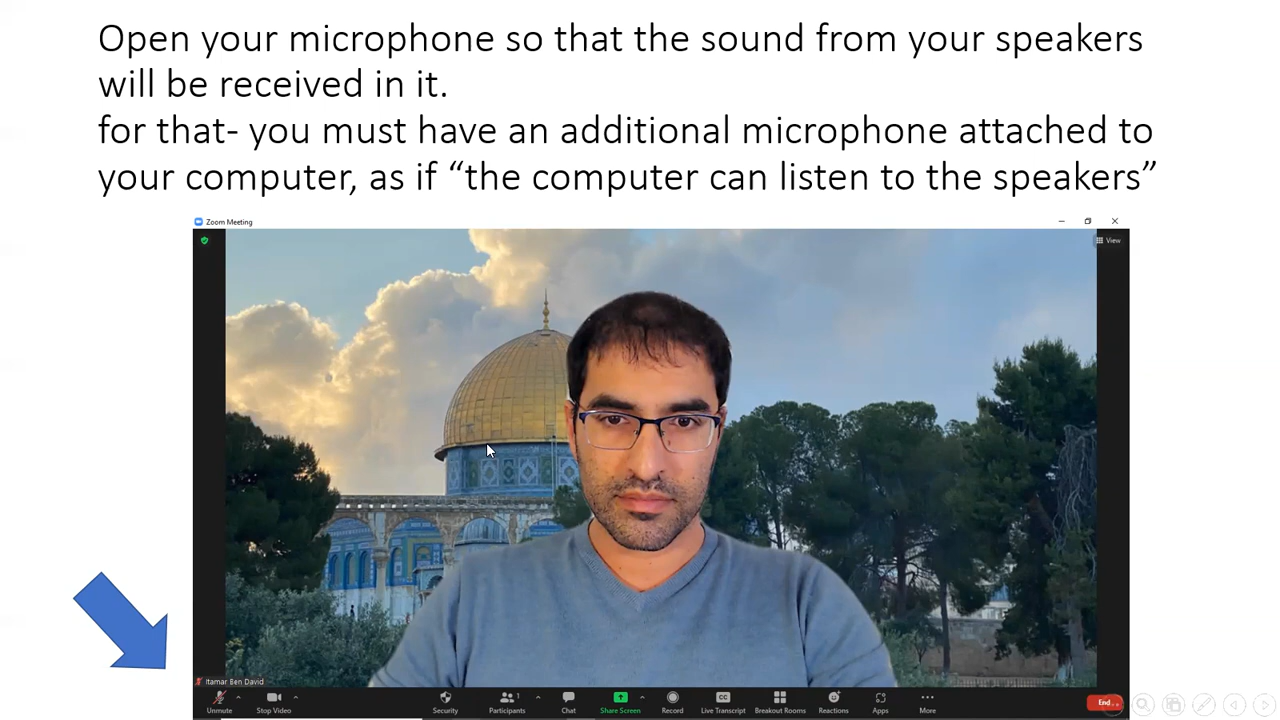 Open your microphone so that the sound from your speakers
will be received in it.
for that- you must have an additional microphone attached to
your computer, as if “the computer can listen to the speakers”
Zoom Meeting
View
Itamar Ben David
Unmute
Stop Video
Security
Participants
1
Chat
Share Screen
Record
CC
Live Transcript
Breakout Rooms
Reactions
Apps
More
End